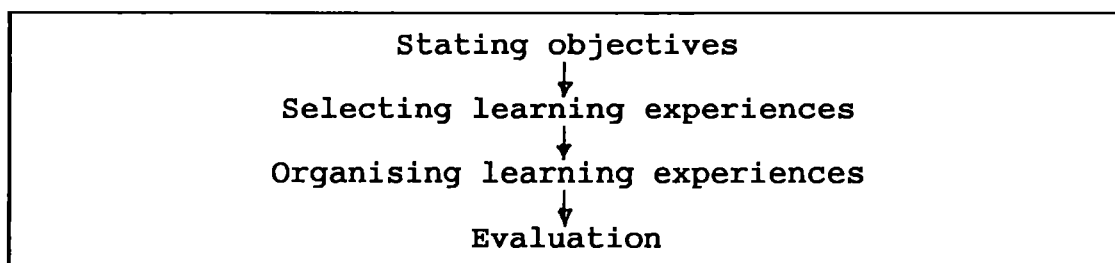 Stating objectives
Selecting learning experiences
Organising learning experiences
Evaluation